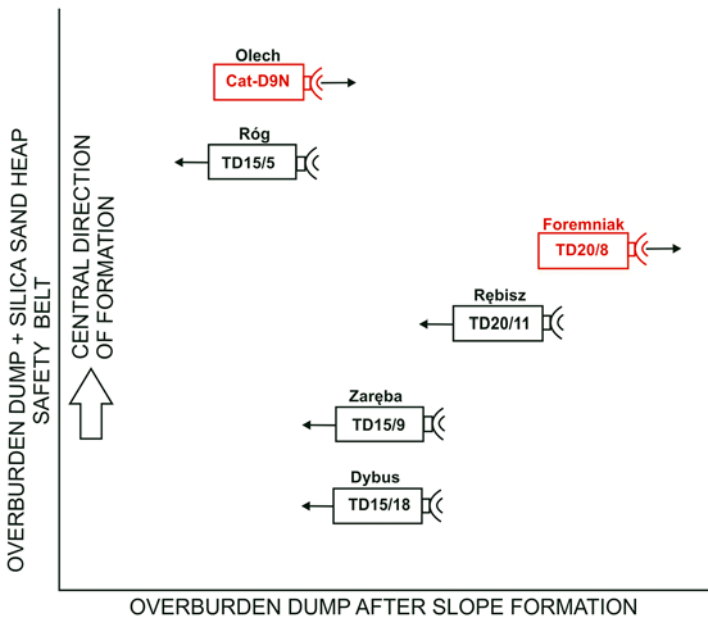 Olech
Cat-D9N
Róg
TD15/5
Foremniak
TD20/8
Rębisz
TD20/11
Zaręba
TD15/9
Dybus
TD15/18
OVERBURDEN DUMP + SILICA SAND HEAP
SAFETY BELT
CENTRAL DIRECTION
OF FORMATION
OVERBURDEN DUMP AFTER SLOPE FORMATION